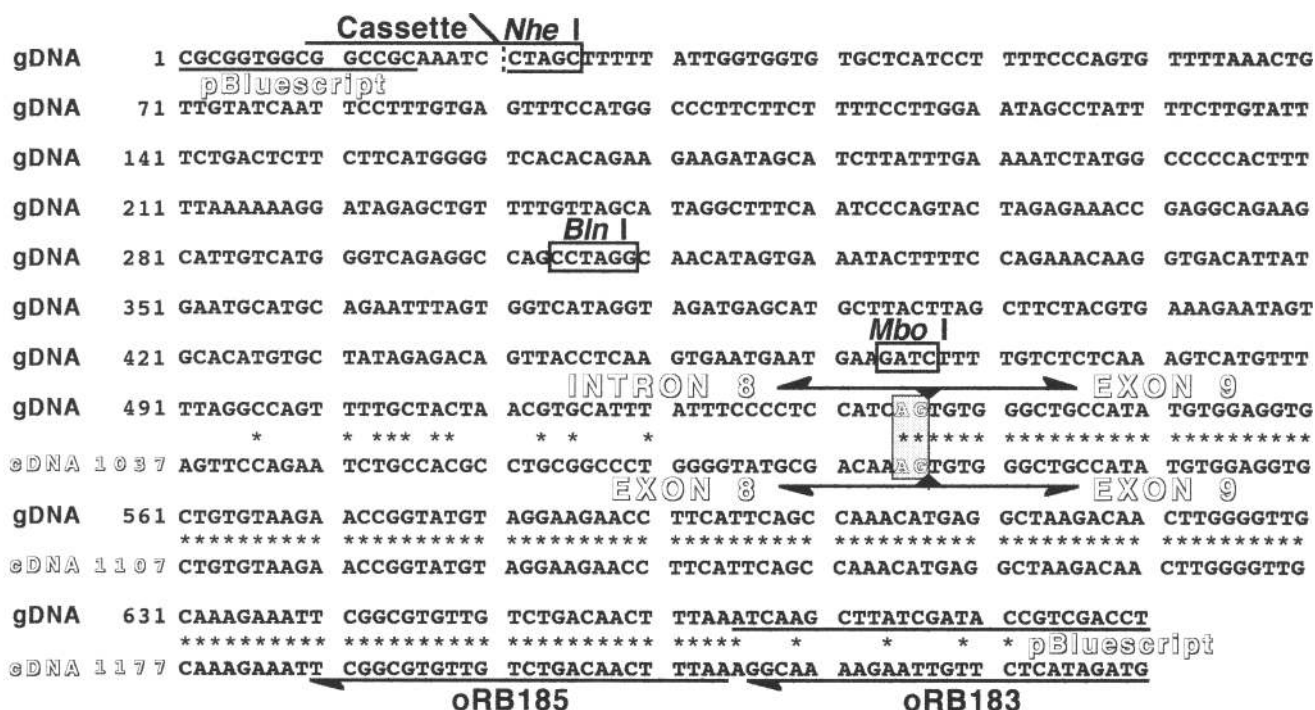 Cassette Nhe I
gDNA 1 CGCGGTGGCG GCCGCAAATC CTAGCTTTTT ATTGGTGGTG TGCTCATCCT TTTCCCAGTG TTTTAAACTG
pBluescript
gDNA 71 TTGTATCAAT TCCTTTGTGA GTTTCCATGG CCCTTCTTCT TTTCCTTGGA ATAGCCTATT TTCTTGTATT
gDNA 141 TCTGACTCTT CTTCATGGGG TCACACAGAA GAAGATAGCA TCTTATTTGA AAATCTATGG CCCCCACTTT
gDNA 211 TTAAAAAAGG ATAGAGCTGT TTTGTTAGCA TAGGCTTTCA ATCCCAGTAC TAGAGAAACC GAGGCAGAAG
Bln I
gDNA 281 CATTGTCATG GGTCAGAGGC CAGCCTAGGC AACATAGTGA AATACTTTTC CAGAAACAAG GTGACATTAT
gDNA 351 GAATGCATGC AGAATTTAGT GGTCATAGGT AGATGAGCAT GCTTACTTAG CTTCTACGTG AAAGAATAGT
Mbo I
gDNA 421 GCACATGTGC TATAGAGACA GTTACCTCAA GTGAATGAAT GAAGATCTTT TGTCTCTCAA AGTCATGTTT
INTRON 8 EXON 9
gDNA 491 TTAGGCCAGT TTTGCTACTA ACGTGCATTT ATTTCCCCTC CATCAGTGTG GGCTGCCATA TGTGGAGGTG
* * *** ** * * * ****** ********** **********
cDNA 1037 AGTTCCAGAA TCTGCCACGC CTGCGGCCCT GGGGTATGCG ACAAAGTGTG GGCTGCCATA TGTGGAGGTG
EXON 8 EXON 9
gDNA 561 CTGTGTAAGA ACCGGTATGT AGGAAGAACC TTCATTCAGC CAAACATGAG GCTAAGACAA CTTGGGGTTG
********** ********** ********** ********** ********** ********** **********
cDNA 1107 CTGTGTAAGA ACCGGTATGT AGGAAGAACC TTCATTCAGC CAAACATGAG GCTAAGACAA CTTGGGGTTG
gDNA 631 CAAAGAAATT CGGCGTGTTG TCTGACAACT TTAAATCAAG CTTATCGATA CCGTCGACCT
********** ********** ********** ***** * * * * pBluescript
cDNA 1177 CAAAGAAATT CGGCGTGTTG TCTGACAACT TTAAAGGCAA AAGAATTGTT CTCATAGATG
oRB185 oRB183